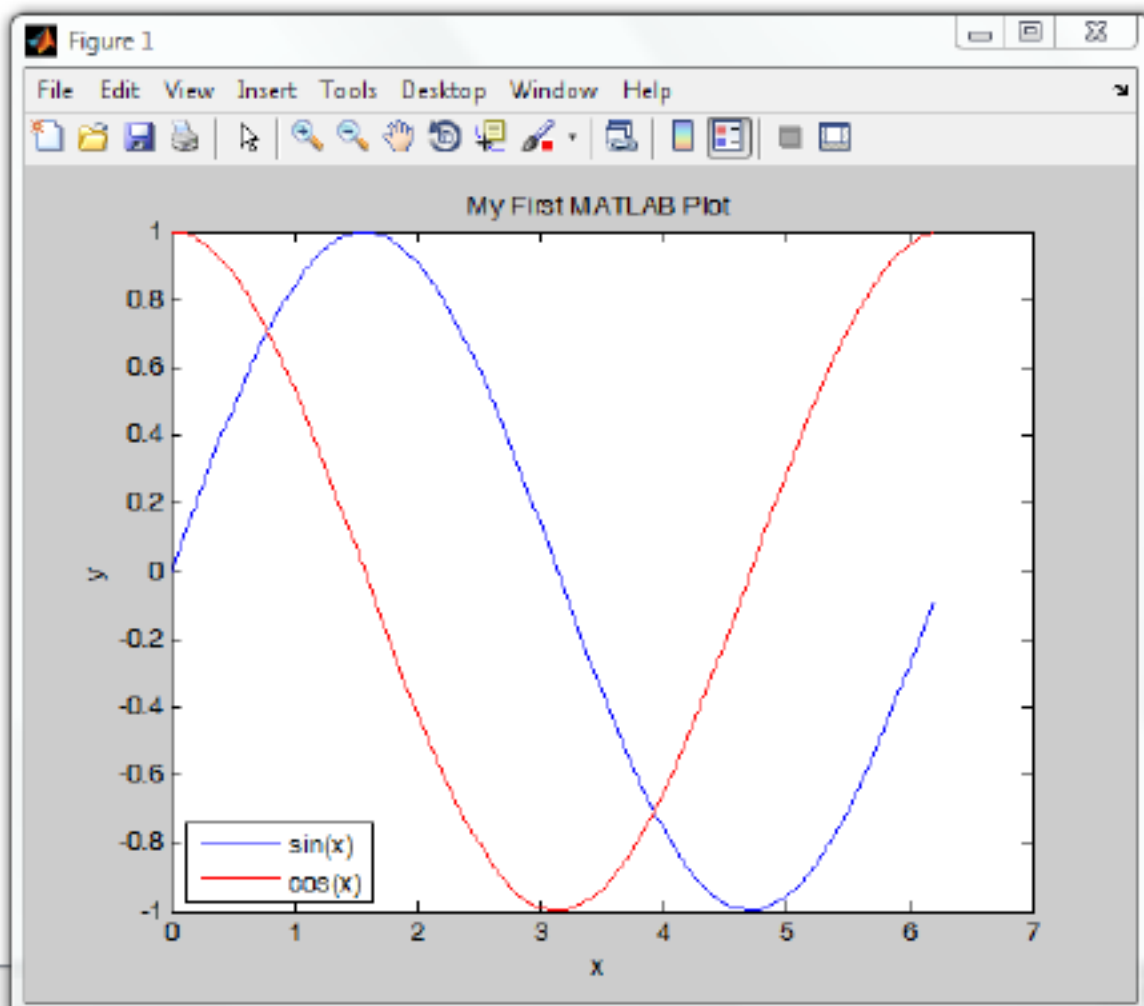 Figure 1
File Edit View Insert Tools Desktop Window Help
My First MATLAB Plot
1
0.8
0.6
0.4
0.2
0
-0.2
-0.4
-0.6
-0.8
-1
y
sin(x)
cos(x)
0 1 2 3 4 5 6 7
x